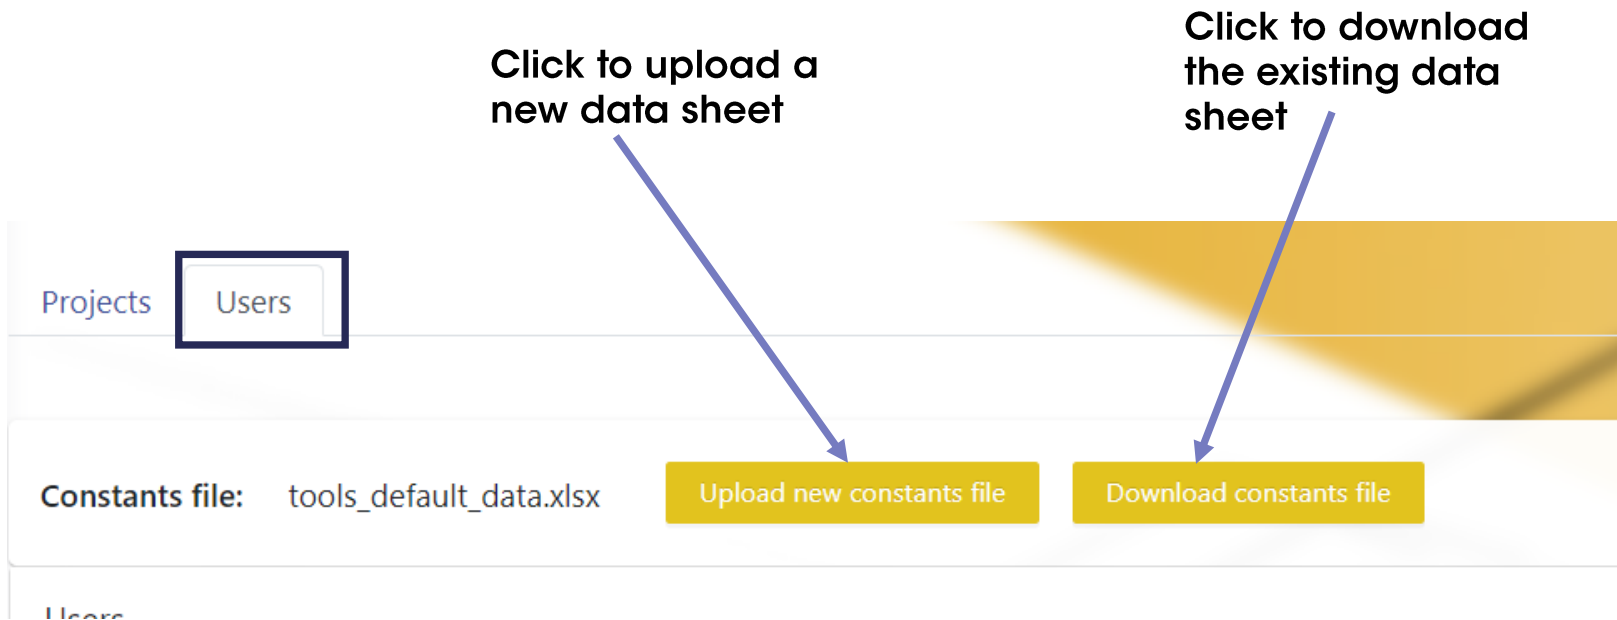 Click to upload a
new data sheet
Click to download
the existing data
sheet
Projects
Users
Constants file:
tools_default_data.xlsx
Upload new constants file
Download constants file
Users